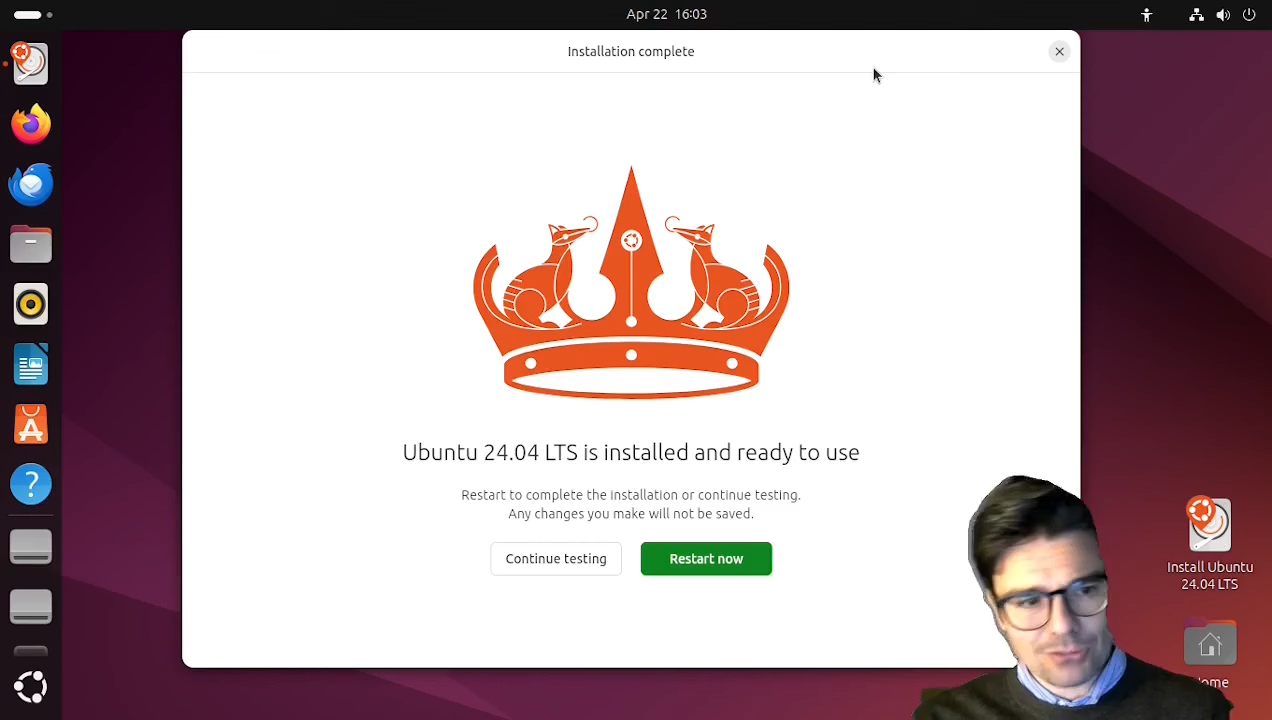 Apr 22 16:03
Installation complete
Ubuntu 24.04 LTS is installed and ready to use
Restart to complete the installation or continue testing.
Any changes you make will not be saved.
Continue testing
Restart now
Install Ubuntu
24.04 LTS